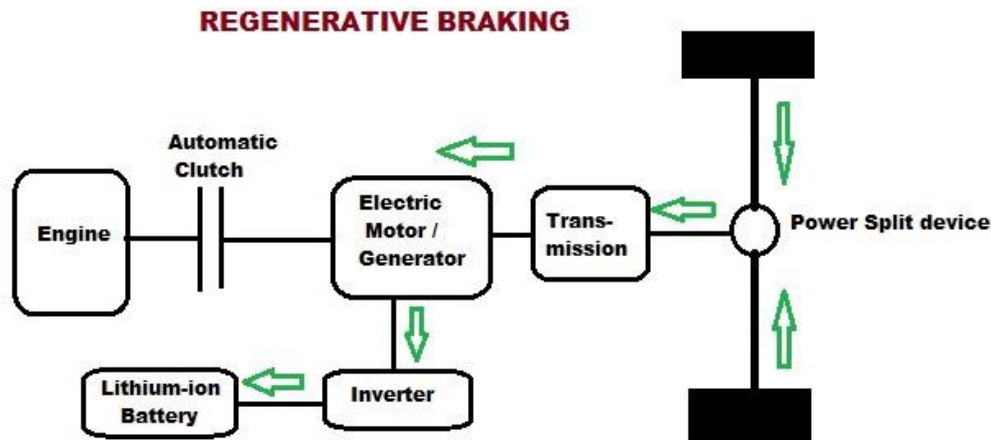 REGENERATIVE BRAKING
Automatic
Clutch
Engine
Electric
Motor /
Generator
Trans-
mission
Power Split device
Lithium-ion
Battery
Inverter